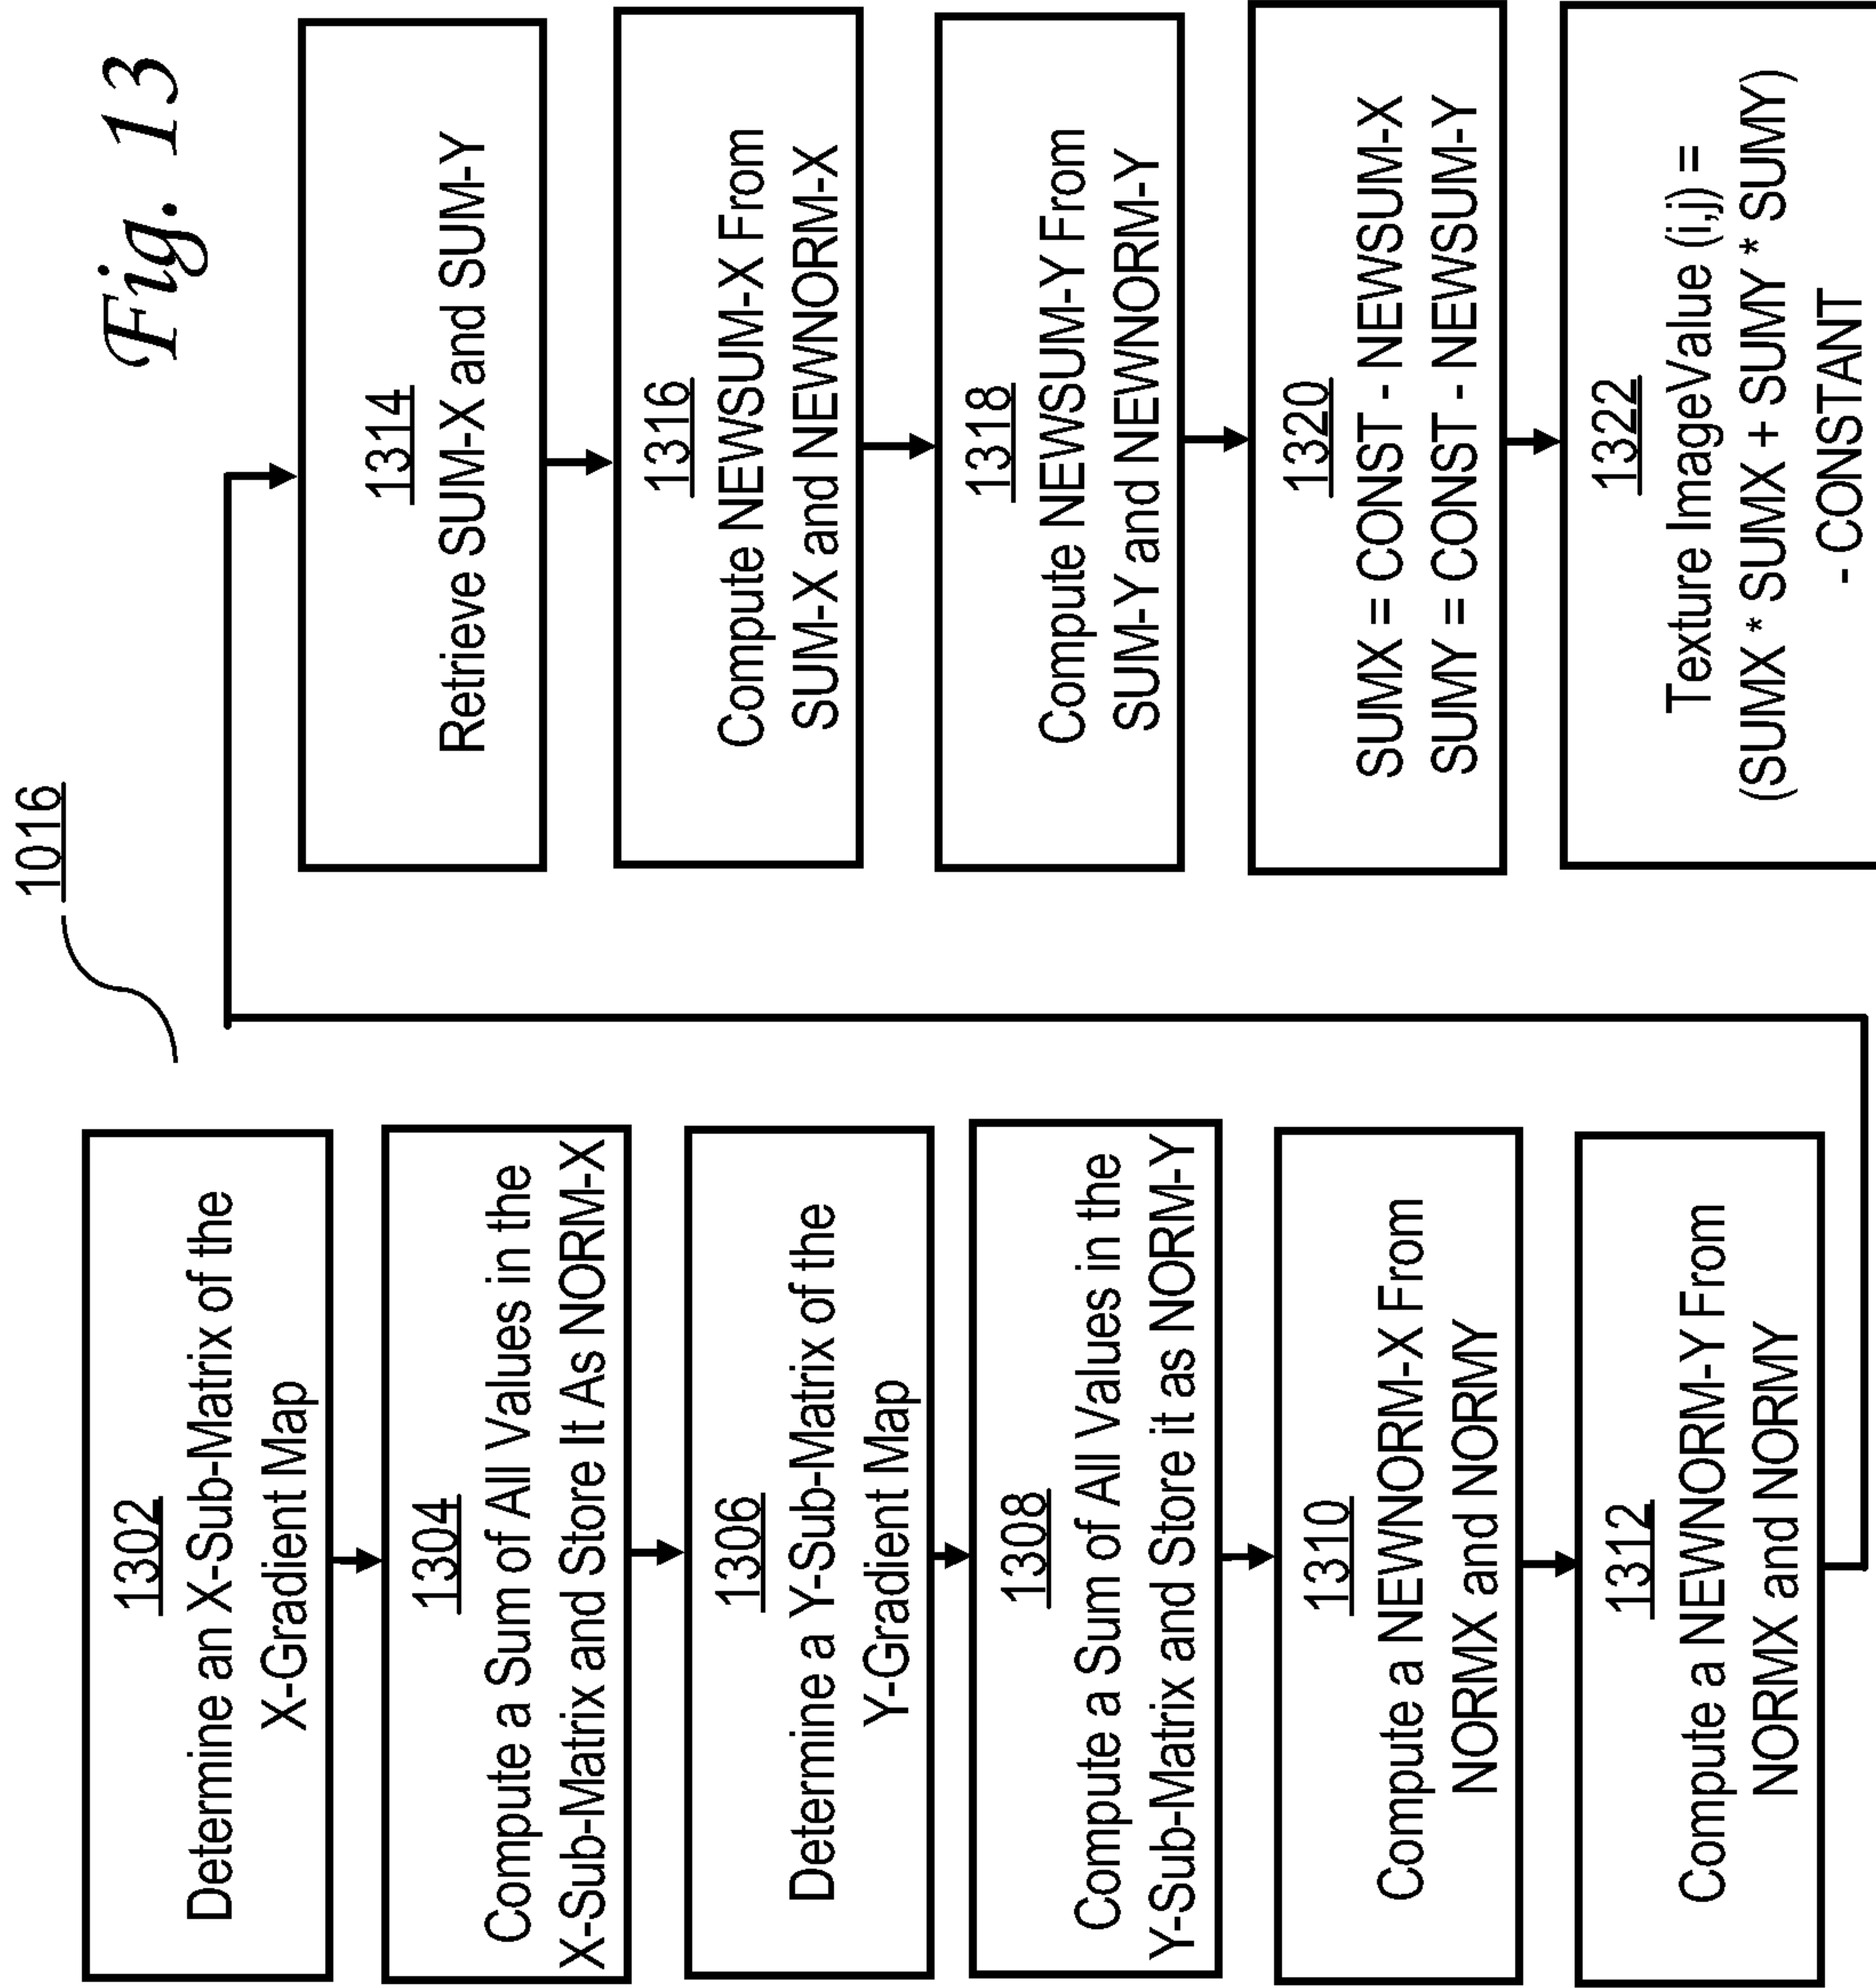 Fig. 13
1016
1302
Determine an X-Sub-Matrix of the
X-Gradient Map
1304
Compute a Sum of All Values in the
X-Sub-Matrix and Store It As NORM-X
1306
Determine a Y-Sub-Matrix of the
Y-Gradient Map
1308
Compute a Sum of All Values in the
Y-Sub-Matrix and Store it as NORM-Y
1310
Compute a NEWNORM-X From
NORMX and NORMY
1312
Compute a NEWNORM-Y From
NORMX and NORMY
1314
Retrieve SUM-X and SUM-Y
1316
Compute NEWSUM-X From
SUM-X and NEWNORM-X
1318
Compute NEWSUM-Y From
SUM-Y and NEWNORM-Y
1320
SUMX = CONST - NEWSUM-X
SUMY = CONST - NEWSUM-Y
1322
Texture ImageValue (i,j) =
(SUMX * SUMX + SUMY * SUMY)
- CONSTANT